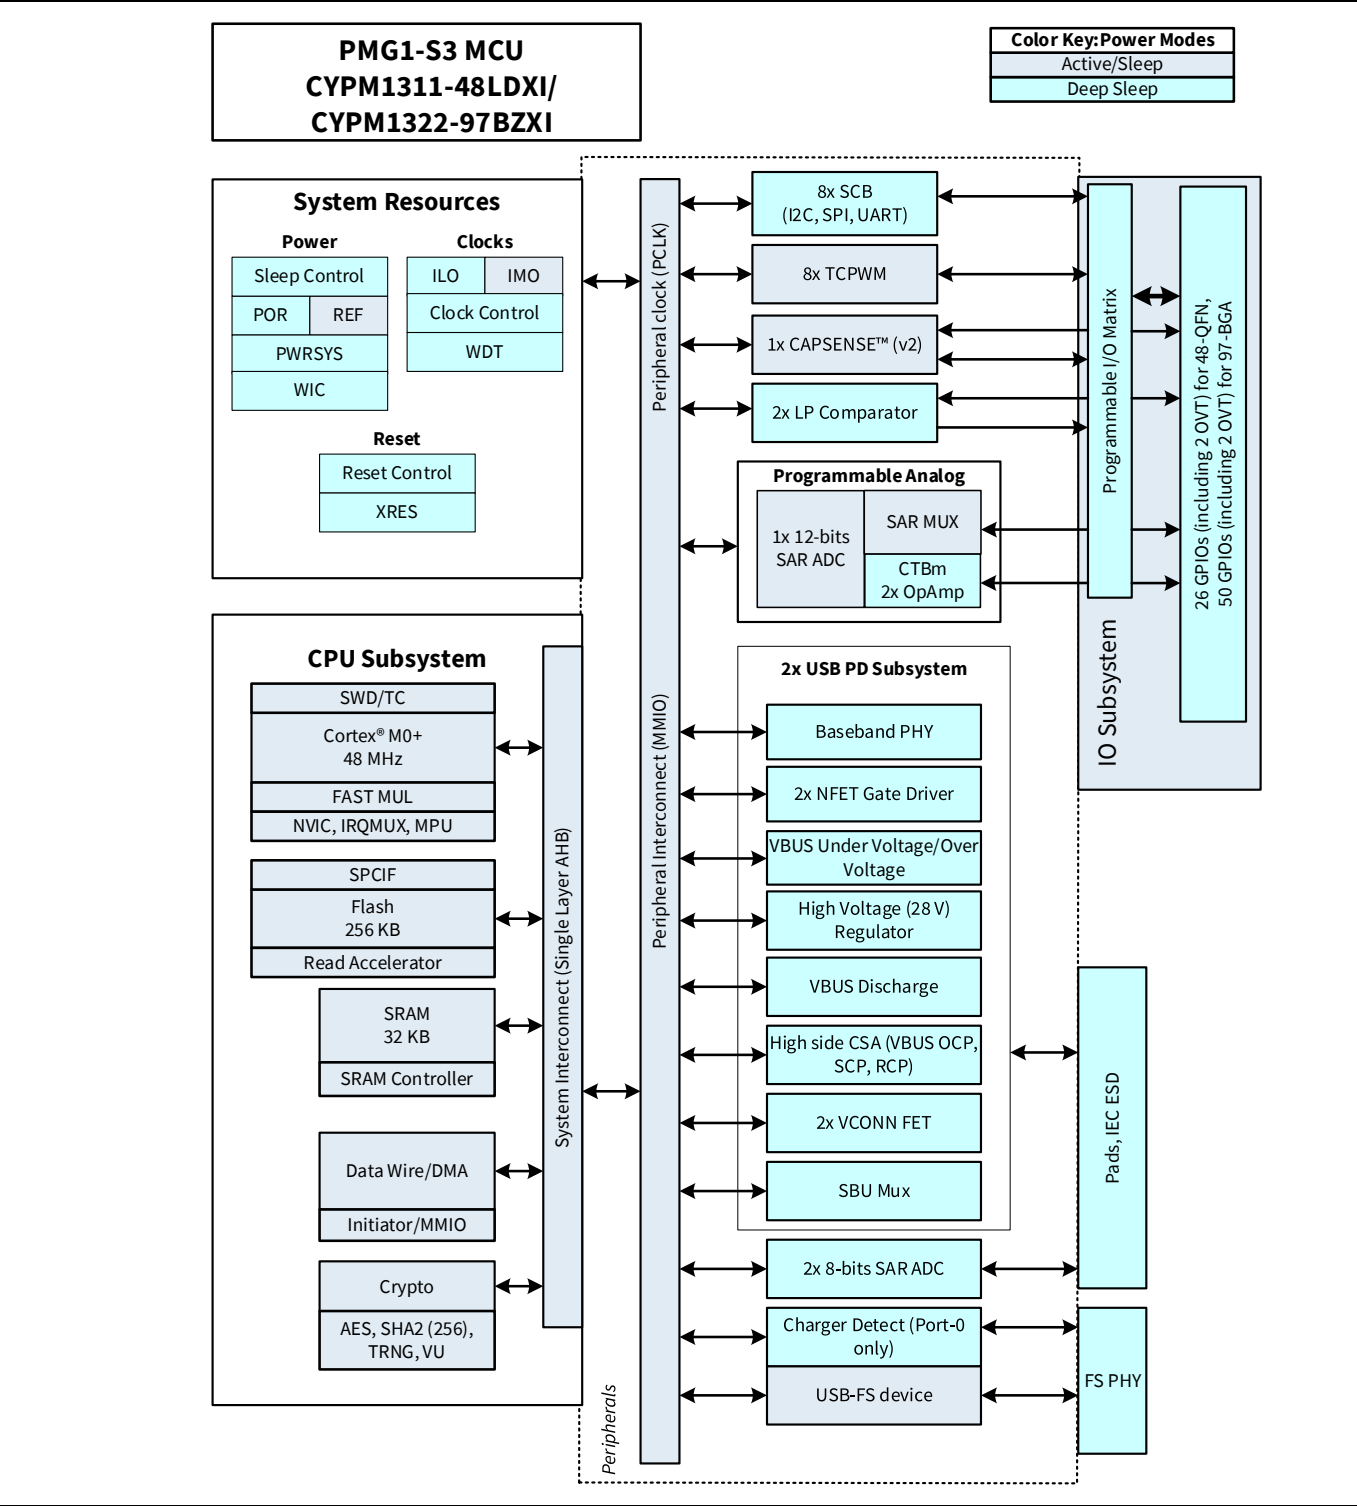 PMG1-S3 MCU
CYPM1311-48LDXI/
CYPM1322-97BZXI
Color Key:Power Modes
Active/Sleep
Deep Sleep
System Resources
Power
Sleep Control
POR
REF
PWRSYS
WIC
Clocks
ILO
IMO
Clock Control
WDT
Reset
Reset Control
XRES
CPU Subsystem
SWD/TC
Cortex® M0+
48 MHz
FAST MUL
NVIC, IRQMUX, MPU
SPCIF
Flash
256 KB
Read Accelerator
SRAM
32 KB
SRAM Controller
Data Wire/DMA
Initiator/MMIO
Crypto
AES, SHA2 (256),
TRNG, VU
System Interconnect (Single Layer AHB)
Peripherals
Peripheral clock (PCLK)
Peripheral Interconnect (MMIO)
8x SCB
(I2C, SPI, UART)
8x TCPWM
1x CAPSENSE™ (v2)
2x LP Comparator
Programmable Analog
1x 12-bits
SAR ADC
SAR MUX
CTBm
2x OpAmp
2x USB PD Subsystem
Baseband PHY
2x NFET Gate Driver
VBUS Under Voltage/Over
Voltage
High Voltage (28 V)
Regulator
VBUS Discharge
High side CSA (VBUS OCP,
SCP, RCP)
2x VCONN FET
SBU Mux
2x 8-bits SAR ADC
Charger Detect (Port-0
only)
USB-FS device
Programmable I/O Matrix
26 GPIOs (including 2 OVT) for 48-QFN,
50 GPIOs (including 2 OVT) for 97-BGA
IO Subsystem
Pads, IEC ESD
FS PHY